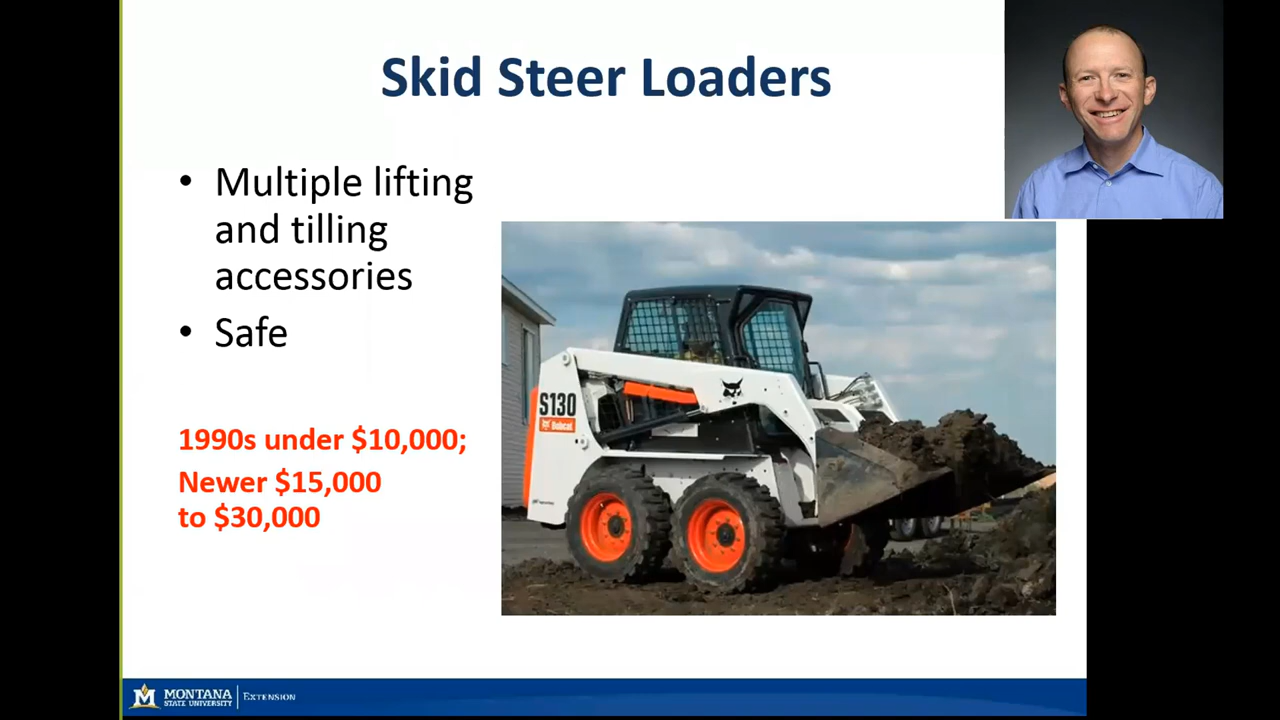 Skid Steer Loaders
• Multiple lifting
and tilling
accessories
• Safe
1990s under $10,000;
Newer $15,000
to $30,000
S130
Bobcat
M MONTANA
STATE UNIVERSITY
EXTENSION